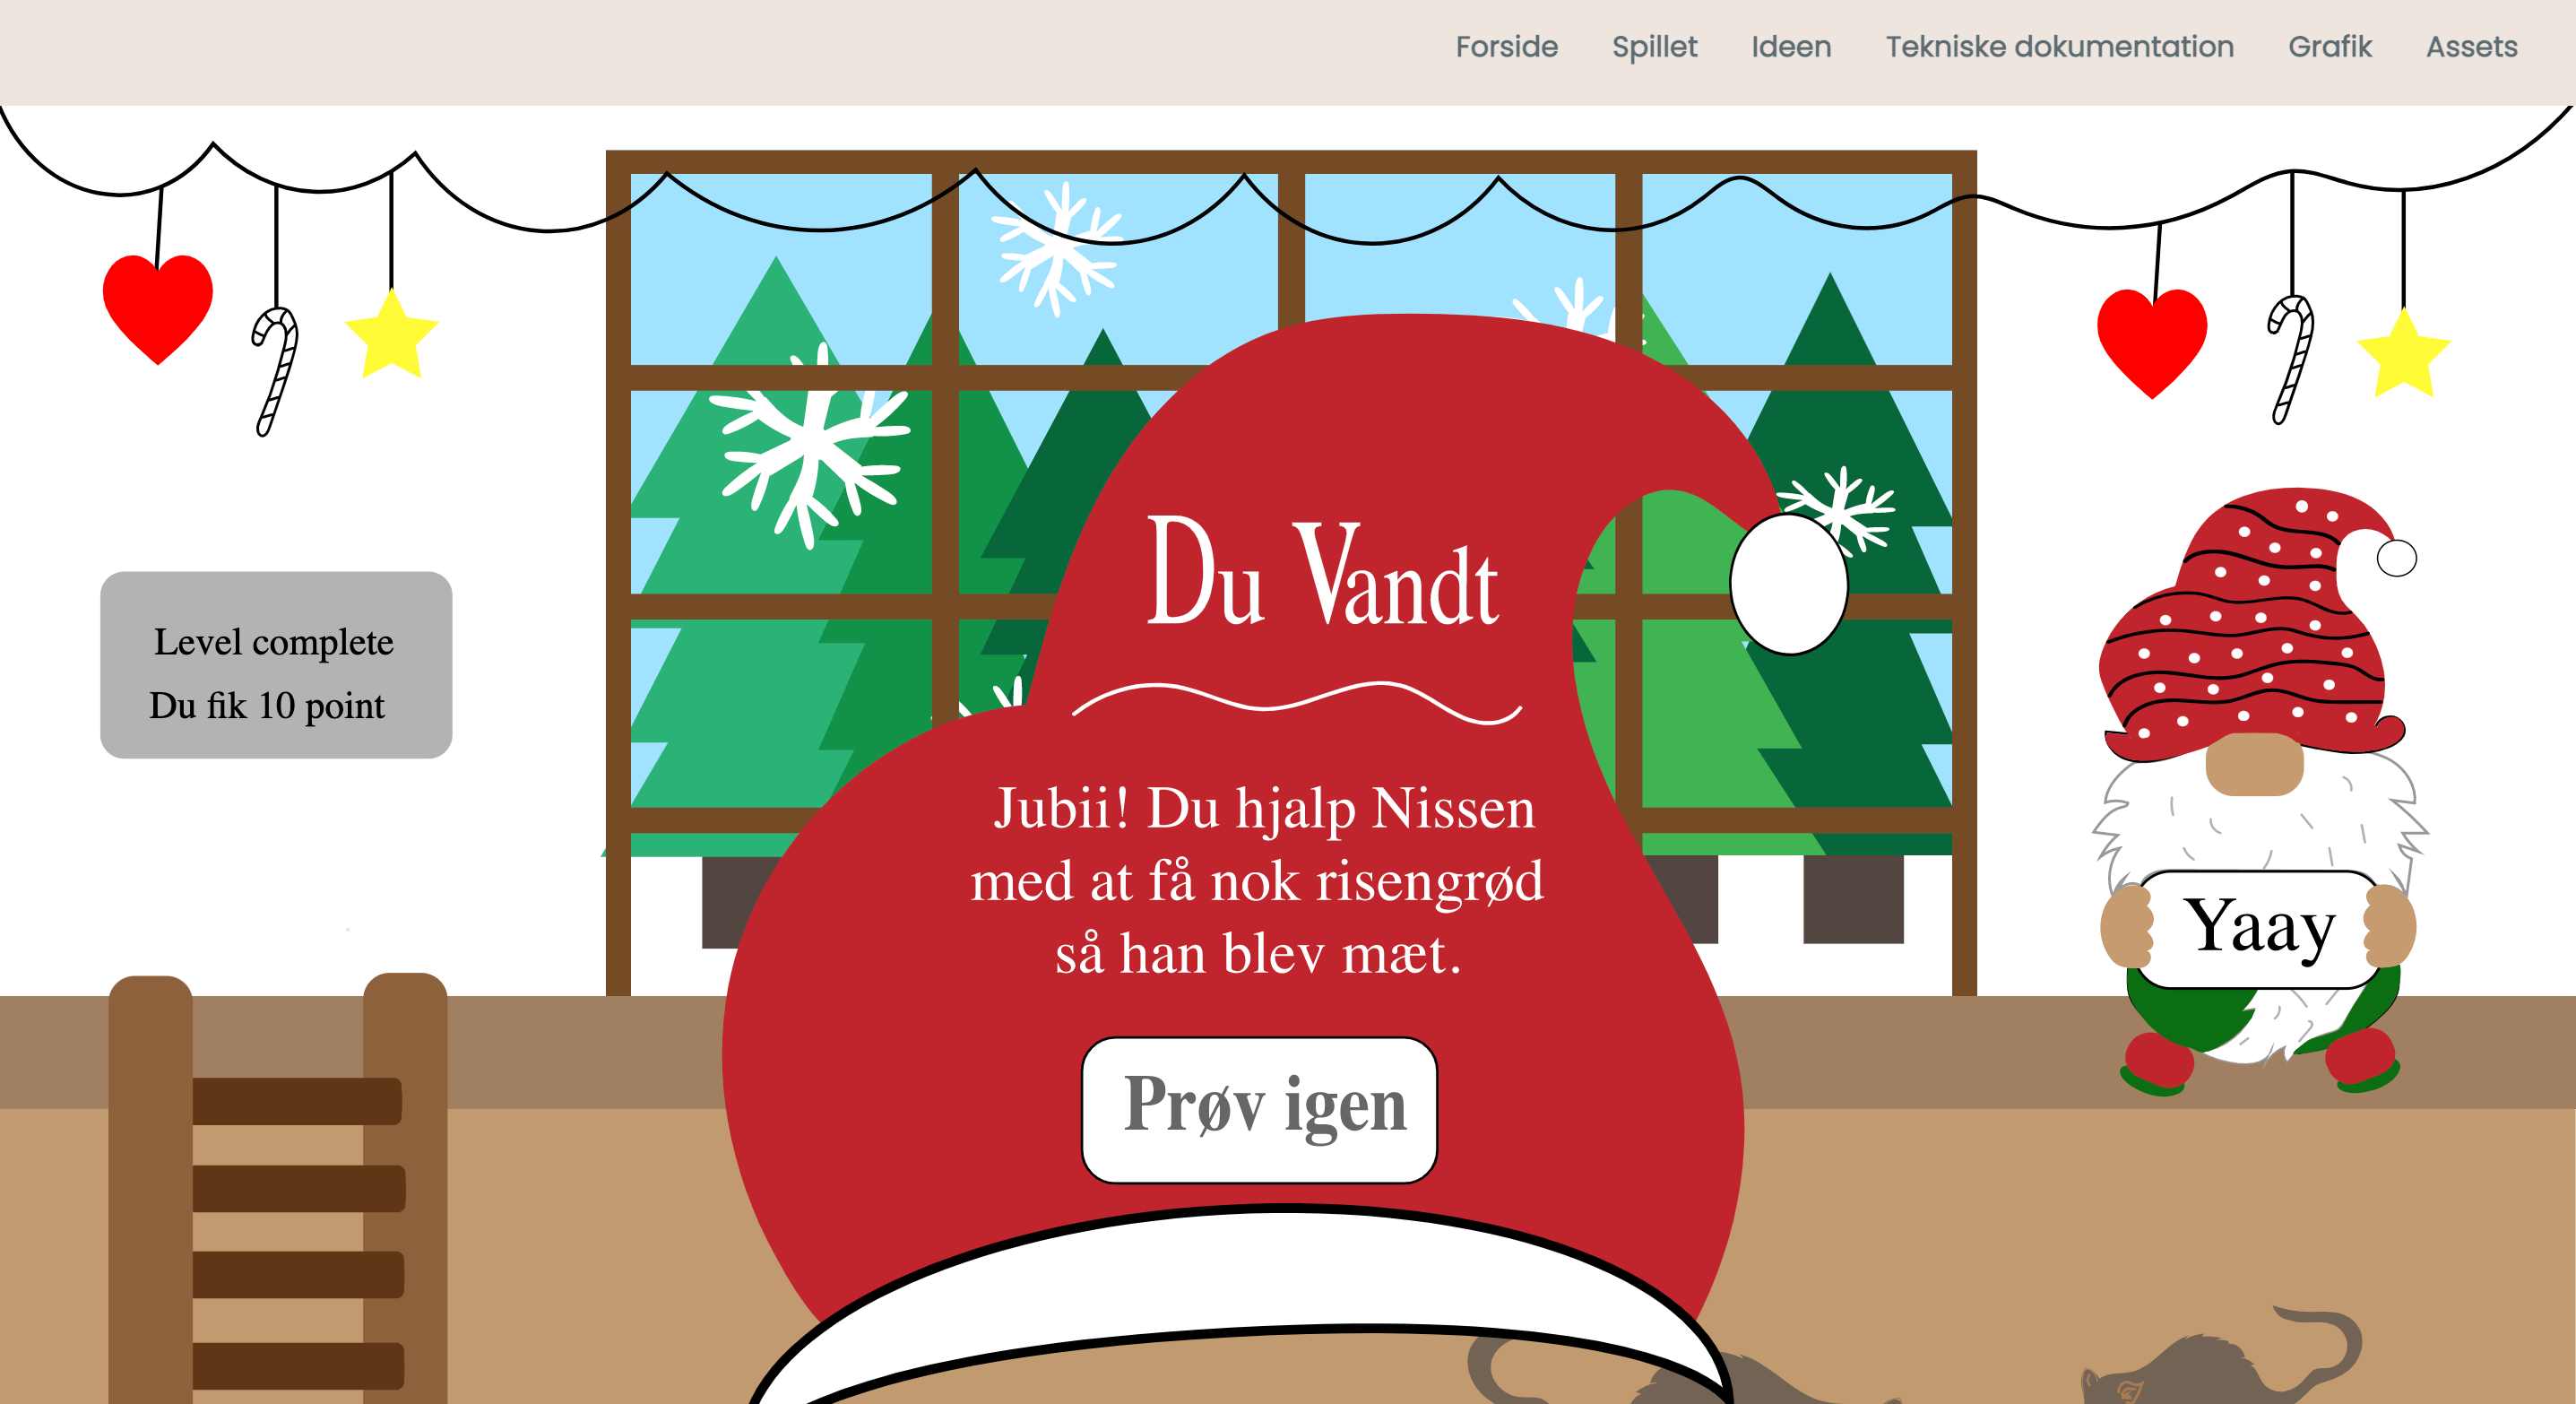 Forside Spillet Ideen Tekniske dokumentation Grafik Assets
Du Vandt
Level complete
Du fik 10 point
Jubii! Du hjalp Nissen
med at få nok risengrød
så han blev mæt.
Yaay
Prøv igen